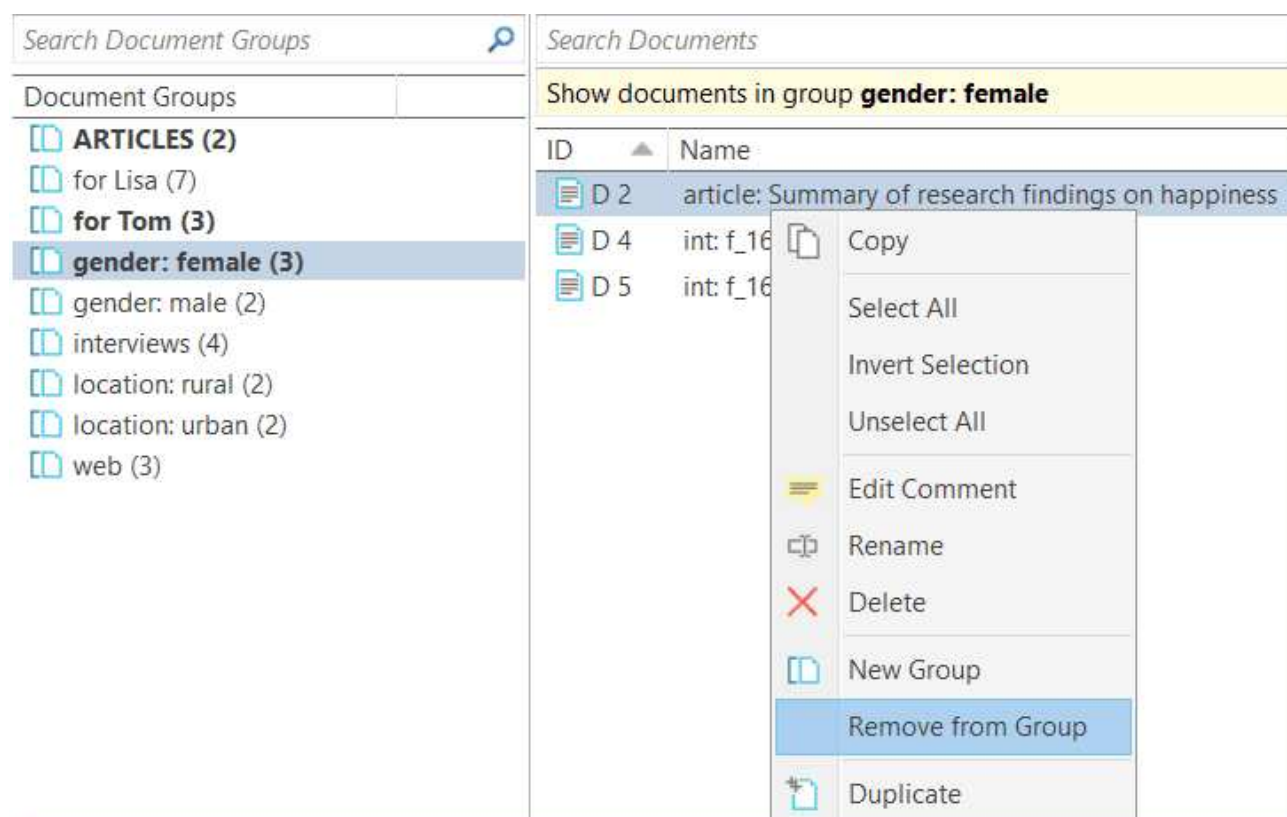 Search Document Groups
Document Groups
ARTICLES (2)
for Lisa (7)
for Tom (3)
gender: female (3)
gender: male (2)
interviews (4)
location: rural (2)
location: urban (2)
web (3)
Search Documents
Show documents in group gender: female
ID Name
D 2 article: Summary of research findings on happiness
D 4 int: f_16
D 5 int: f_16
Copy
Select All
Invert Selection
Unselect All
Edit Comment
Rename
Delete
New Group
Remove from Group
Duplicate